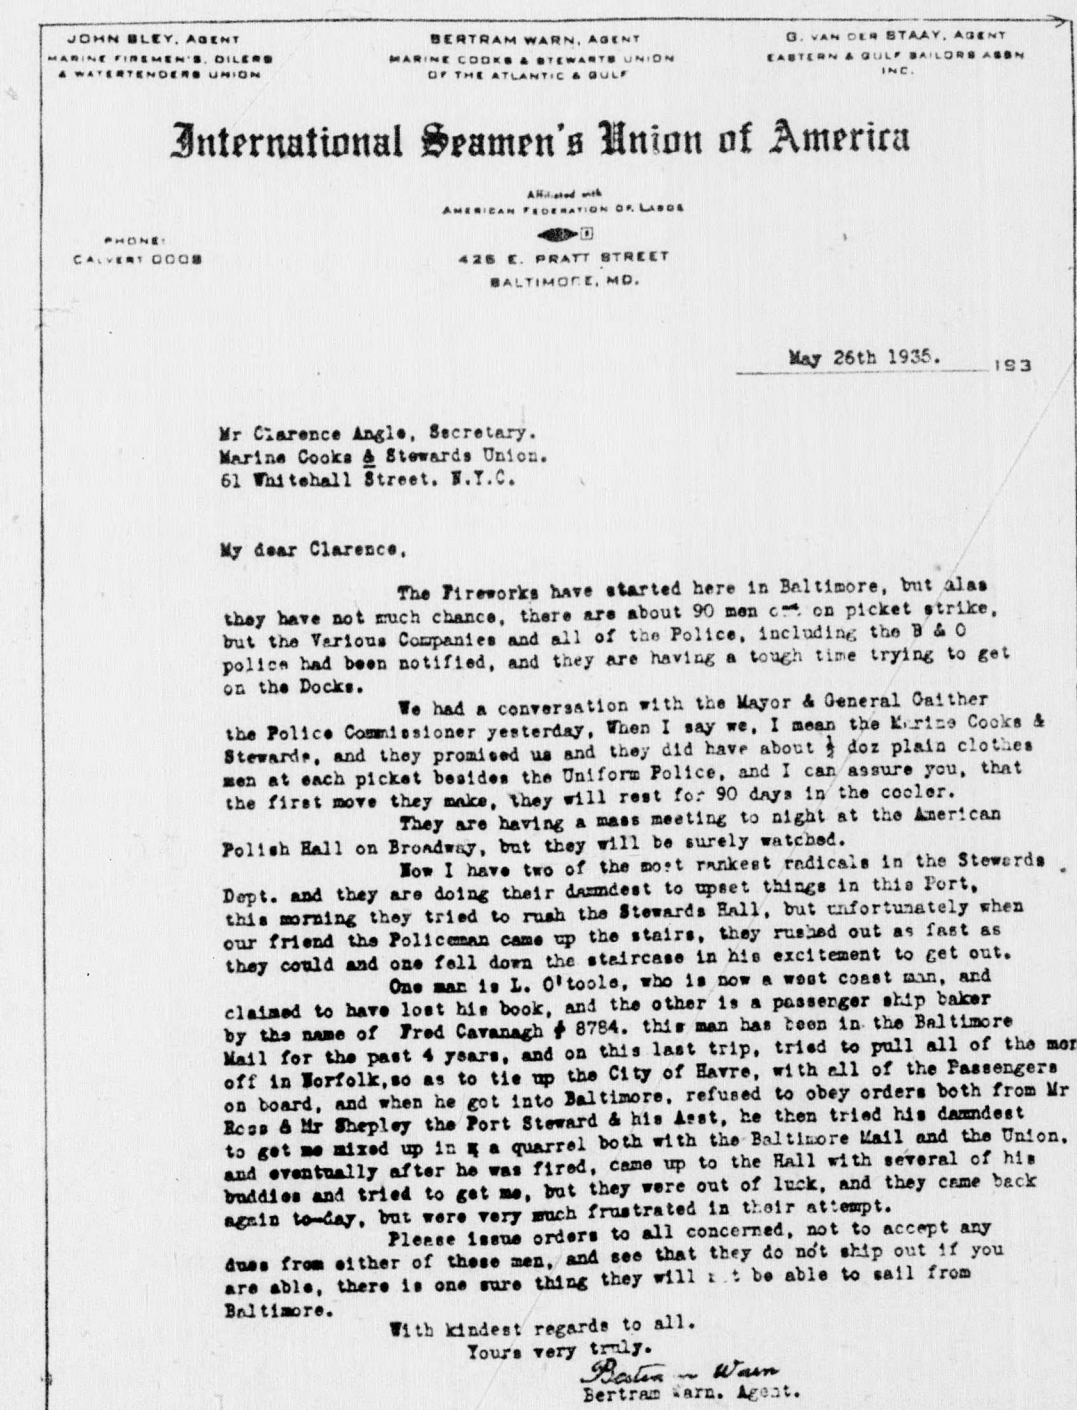 JOHN BLEY, AGENT
MARINE FIREMEN'S, OILERS
& WATERTENDERS UNION
BERTRAM WARN, AGENT
MARINE COOKS & STEWARTS UNION
OF THE ATLANTIC & GULF
G. VAN DER STAAY, AGENT
EASTERN & GULF SAILORS ASSN
INC.
International Seamen's Union of America
Affiliated with
AMERICAN FEDERATION OF LABOR
PHONE:
CALVERT 0008
425 E. PRATT STREET
BALTIMORE, MD.
May 26th 1935. 193
Mr Clarence Angle, Secretary.
Marine Cooks & Stewards Union.
61 Whitehall Street. N.Y.C.
My dear Clarence,
The Fireworks have started here in Baltimore, but alas
they have not much chance, there are about 90 men on picket strike,
but the Various Companies and all of the Police, including the B & O
police had been notified, and they are having a tough time trying to get
on the Docks.
We had a conversation with the Mayor & General Gaither
the Police Commissioner yesterday, When I say we, I mean the Marine Cooks &
Stewards, and they promised us and they did have about ½ doz plain clothes
men at each picket besides the Uniform Police, and I can assure you, that
the first move they make, they will rest for 90 days in the cooler.
They are having a mass meeting to night at the American
Polish Hall on Broadway, but they will be surely watched.
Now I have two of the most rankest radicals in the Stewards
Dept. and they are doing their damndest to upset things in this Port,
this morning they tried to rush the Stewards Hall, but unfortunately when
our friend the Policeman came up the stairs, they rushed out as fast as
they could and one fell down the staircase in his excitement to get out.
One man is L. O'toole, who is now a west coast man, and
claimed to have lost his book, and the other is a passenger ship baker
by the name of Fred Cavanagh # 8784. this man has been in the Baltimore
Mail for the past 4 years, and on this last trip, tried to pull all of the
off in Norfolk,so as to tie up the City of Havre, with all of the Passengers
on board, and when he got into Baltimore, refused to obey orders both from Mr
Ross & Mr Shepley the Port Steward & his Asst, he then tried his damndest
to get me mixed up in a quarrel both with the Baltimore Mail and the Union,
and eventually after he was fired, came up to the Hall with several of his
buddies and tried to get me, but they were out of luck, and they came back
again to-day, but were very much frustrated in their attempt.
Please issue orders to all concerned, not to accept any
dues from either of these men, and see that they do not ship out if you
are able, there is one sure thing they will not be able to sail from
Baltimore.
With kindest regards to all.
Yours very truly.
Bertram Warn
Bertram Warn. Agent.